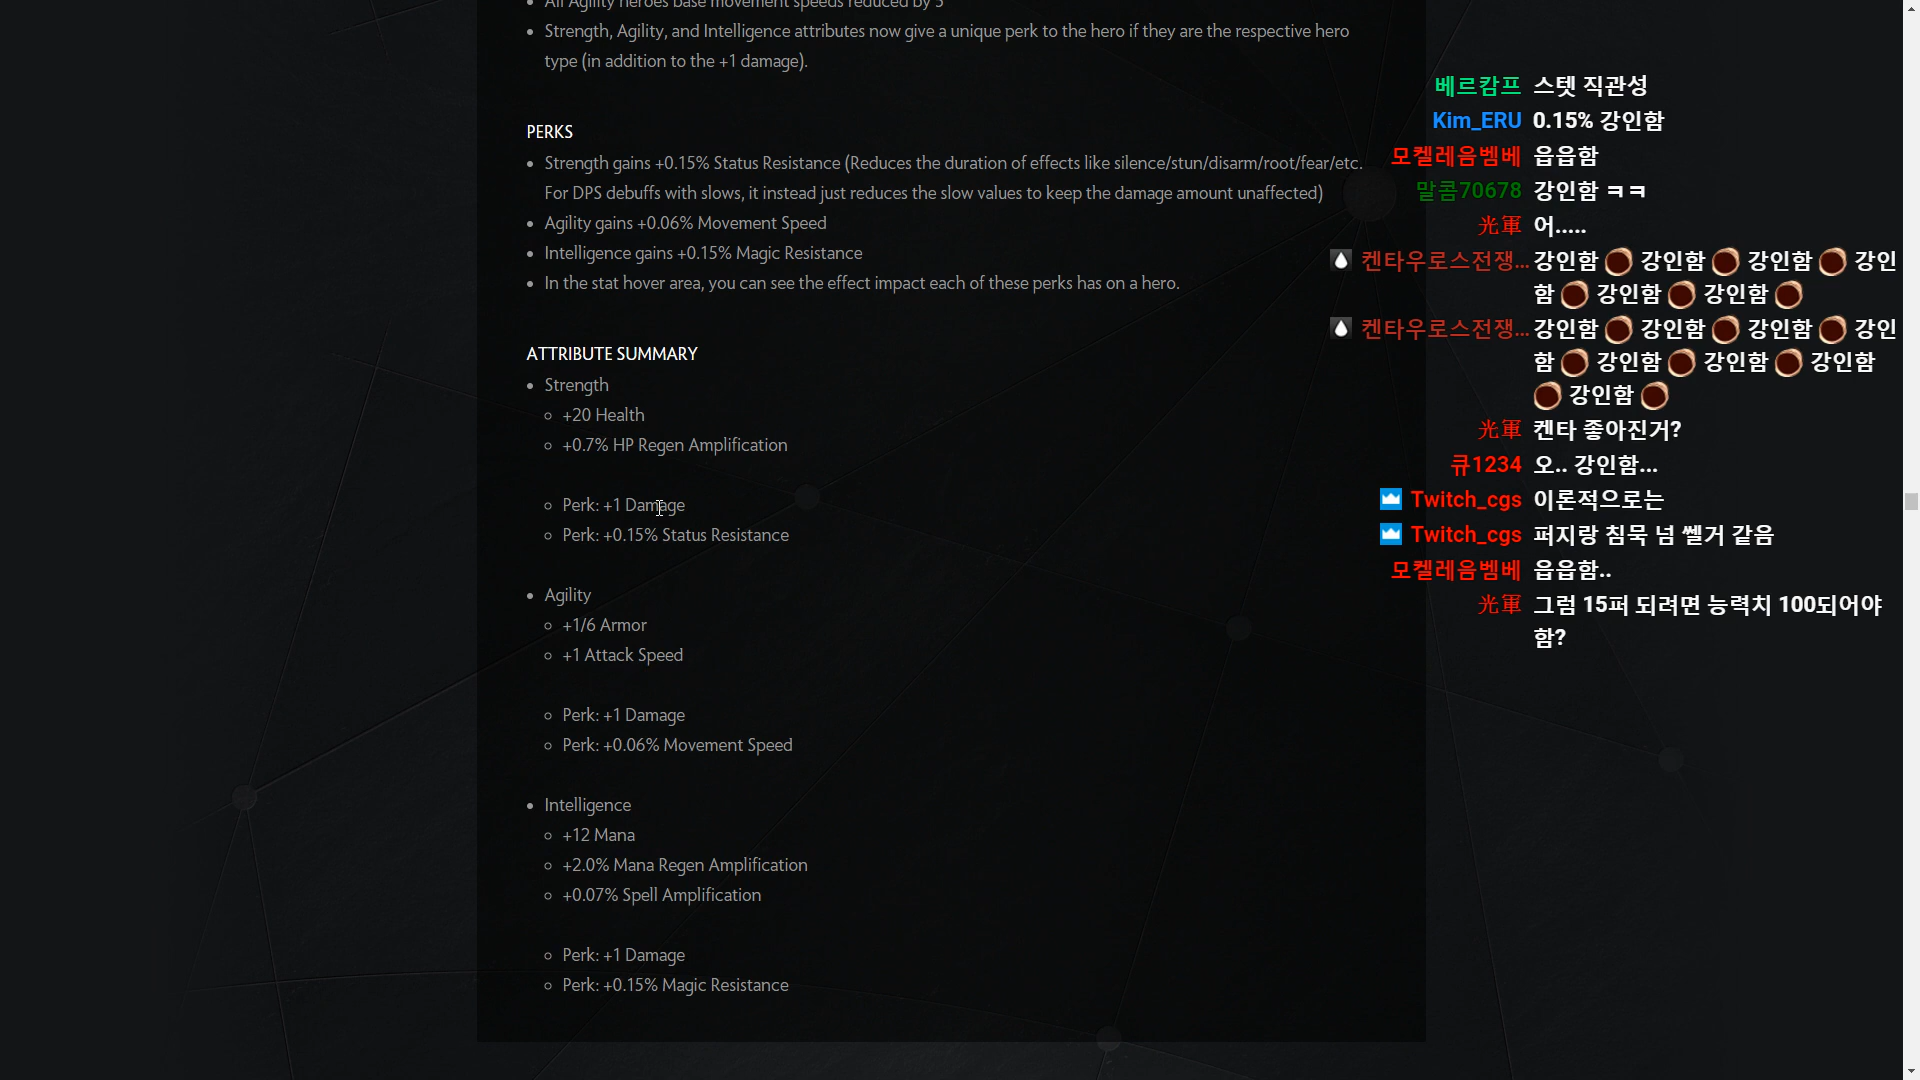 All Agility heroes base movement speeds reduced by 5
Strength, Agility, and Intelligence attributes now give a unique perk to the hero if they are the respective hero
type (in addition to the +1 damage).
PERKS
Strength gains +0.15% Status Resistance (Reduces the duration of effects like silence/stun/disarm/root/fear/etc.
For DPS debuffs with slows, it instead just reduces the slow values to keep the damage amount unaffected)
Agility gains +0.06% Movement Speed
Intelligence gains +0.15% Magic Resistance
In the stat hover area, you can see the effect impact each of these perks has on a hero.
ATTRIBUTE SUMMARY
Strength
+20 Health
+0.7% HP Regen Amplification
Perk: +1 Damage
Perk: +0.15% Status Resistance
Agility
+1/6 Armor
+1 Attack Speed
Perk: +1 Damage
Perk: +0.06% Movement Speed
Intelligence
+12 Mana
+2.0% Mana Regen Amplification
+0.07% Spell Amplification
Perk: +1 Damage
Perk: +0.15% Magic Resistance
베르캄프 스텟 직관성
Kim_ERU 0.15% 강인함
모켈레음벰베 읍읍함
말콤70678 강인함 ㅋㅋ
光軍 어.....
켄타우로스전쟁... 강인함 강인함 강인함 강인
함 강인함 강인함
켄타우로스전쟁... 강인함 강인함 강인함 강인
함 강인함 강인함 강인함
강인함
光軍 켄타 좋아진거?
큐1234 오.. 강인함...
Twitch_cgs 이론적으로는
Twitch_cgs 퍼지랑 침묵 넘 쎌거 같음
모켈레음벰베 읍읍함..
光軍 그럼 15퍼 되려면 능력치 100되어야
함?